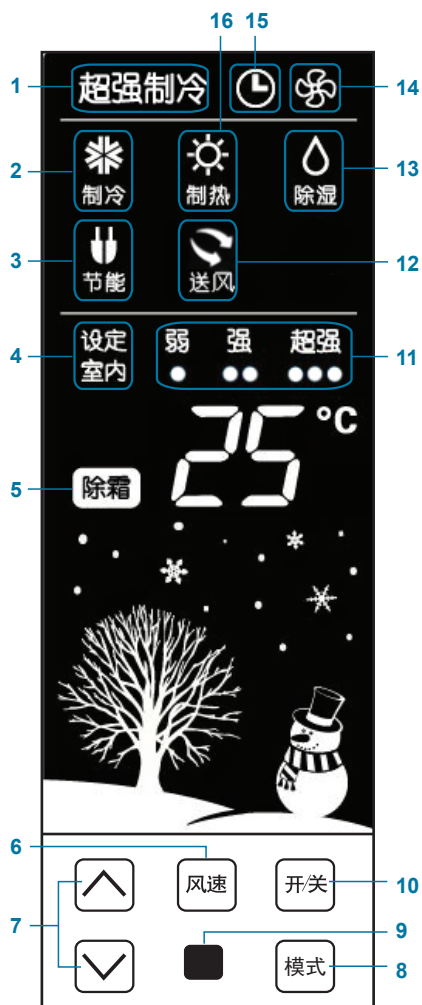 16 15
1 超强制冷 14
2 制冷 制热 除湿 13
3 节能 送风 12
4 设定 弱 强 超强 11
室内
25 °C
5 除霜
6 风速 开/关 10
7
9
模式 8